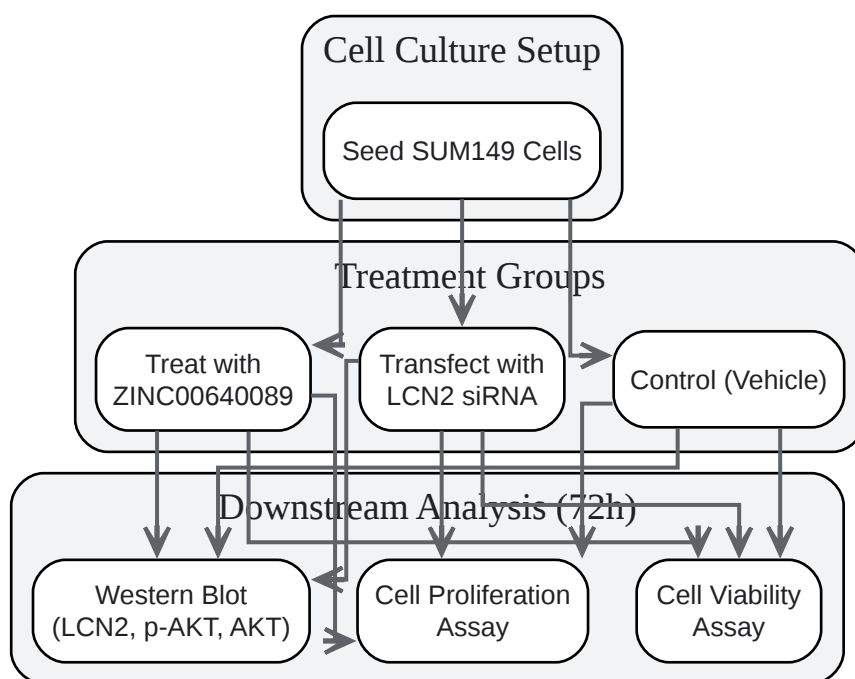 Cell Culture Setup
Seed SUM149 Cells
Treatment Groups
Treat with
ZINC00640089
Transfect with
LCN2 siRNA
Control (Vehicle)
Downstream Analysis (72h)
Western Blot
(LCN2, p-AKT, AKT)
Cell Proliferation
Assay
Cell Viability
Assay